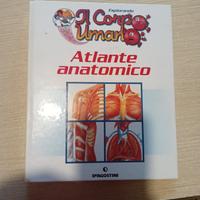 Esplorando
Il Corpo
Umano
Atlante
anatomico
DeAGOSTINI